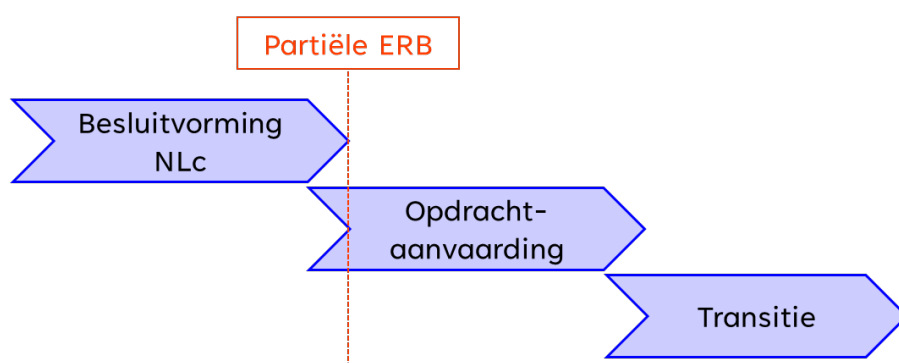 Partiële ERB
Besluitvorming
NLc
Opdracht-
aanvaarding
Transitie